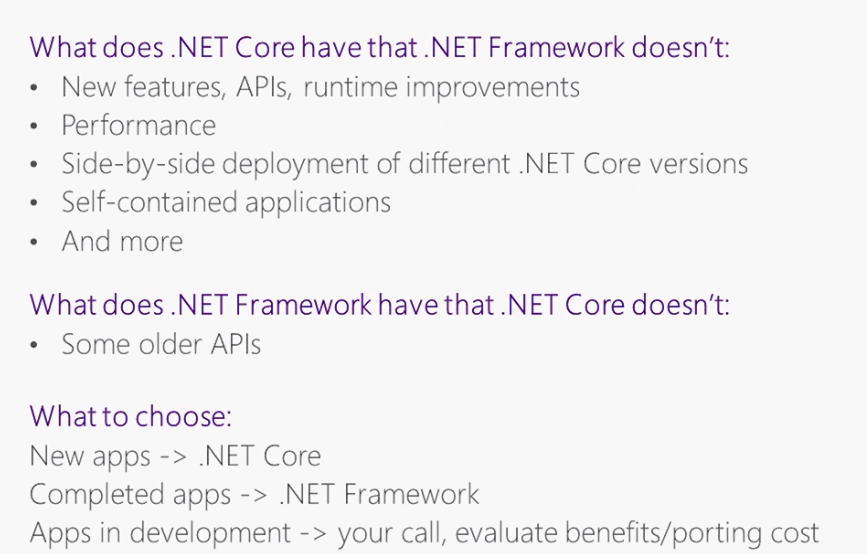 What does .NET Core have that .NET Framework doesn't:
• New features, APIs, runtime improvements
• Performance
• Side-by-side deployment of different .NET Core versions
• Self-contained applications
• And more
What does .NET Framework have that .NET Core doesn't:
• Some older APIs
What to choose:
New apps -> .NET Core
Completed apps -> .NET Framework
Apps in development -> your call, evaluate benefits/porting cost